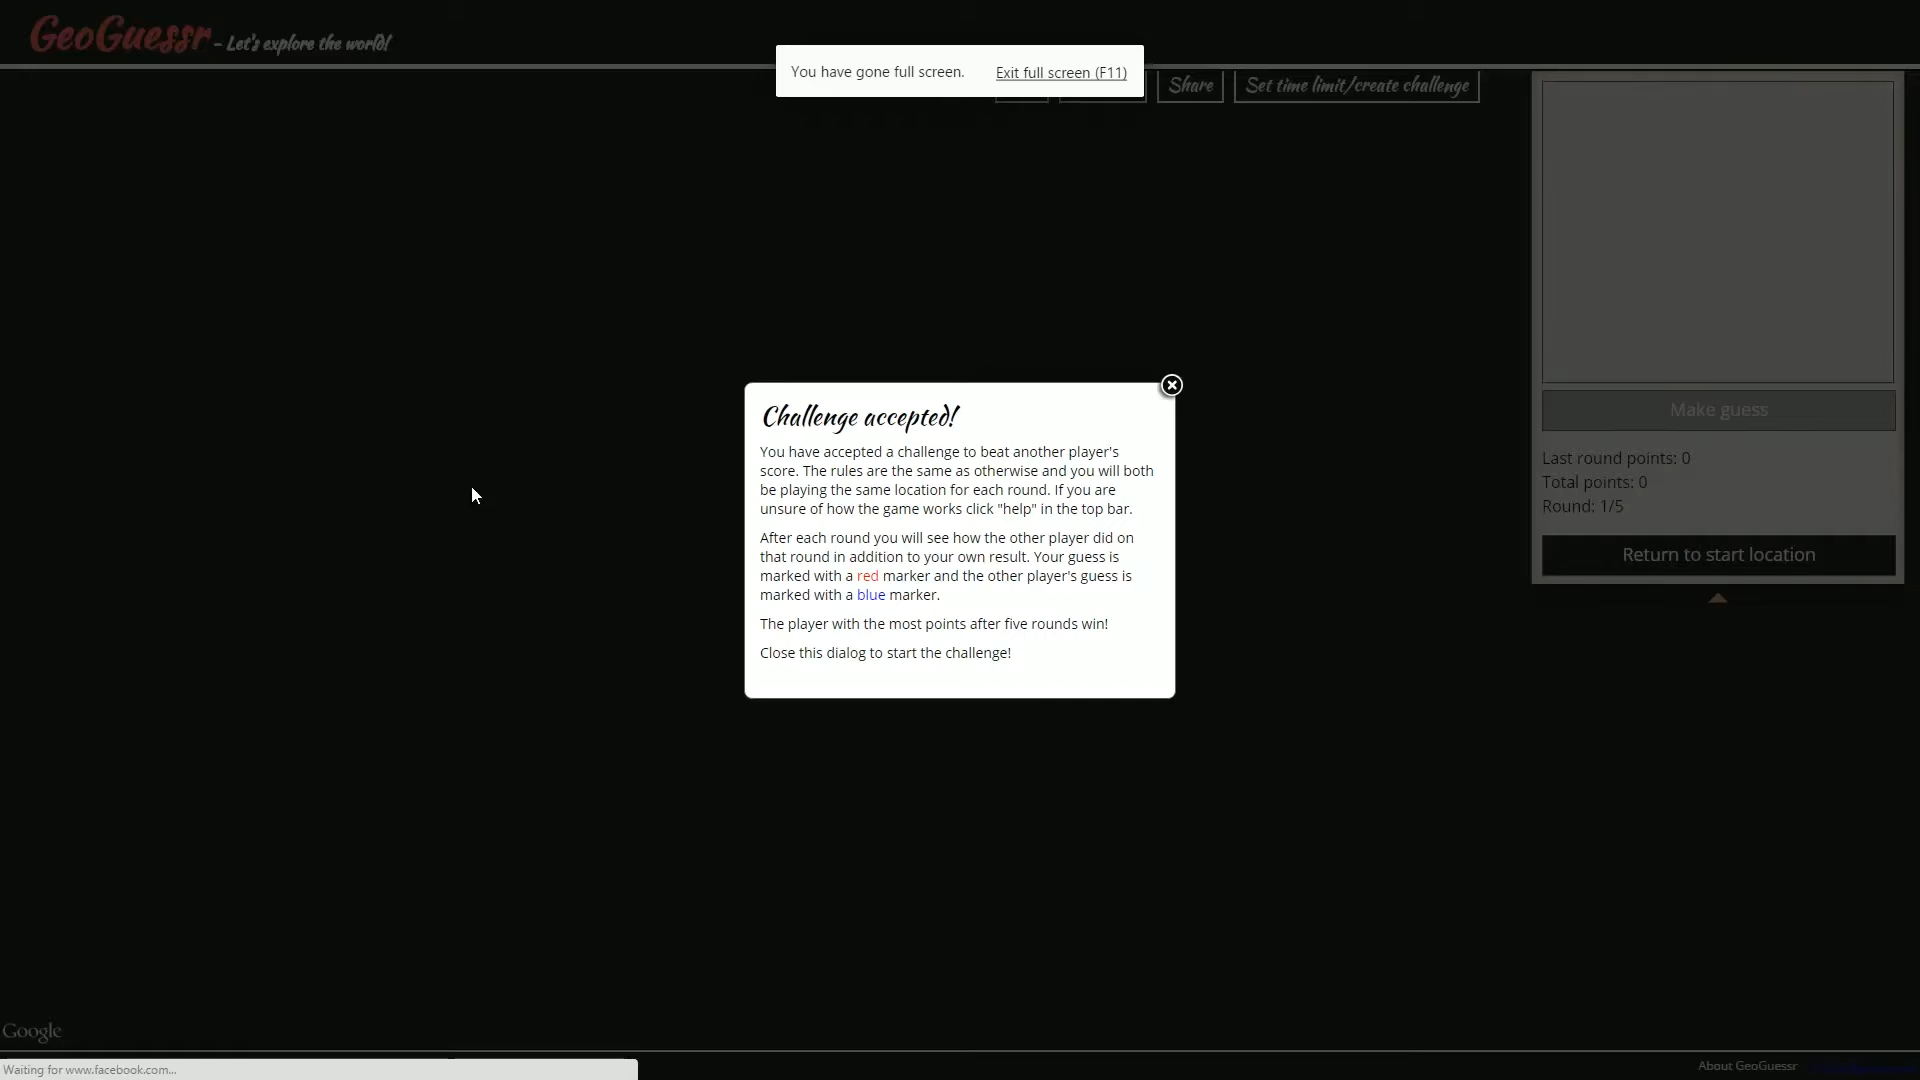 GeoGuessr - Let's explore the world!
You have gone full screen. Exit full screen (F11)
Share
Set time limit/create challenge
Challenge accepted!
You have accepted a challenge to beat another player's
score. The rules are the same as otherwise and you will both
be playing the same location for each round. If you are
unsure of how the game works click "help" in the top bar.
After each round you will see how the other player did on
that round in addition to your own result. Your guess is
marked with a red marker and the other player's guess is
marked with a blue marker.
The player with the most points after five rounds win!
Close this dialog to start the challenge!
Make guess
Last round points: 0
Total points: 0
Round: 1/5
Return to start location
Google
Waiting for www.facebook.com...
About GeoGuessr